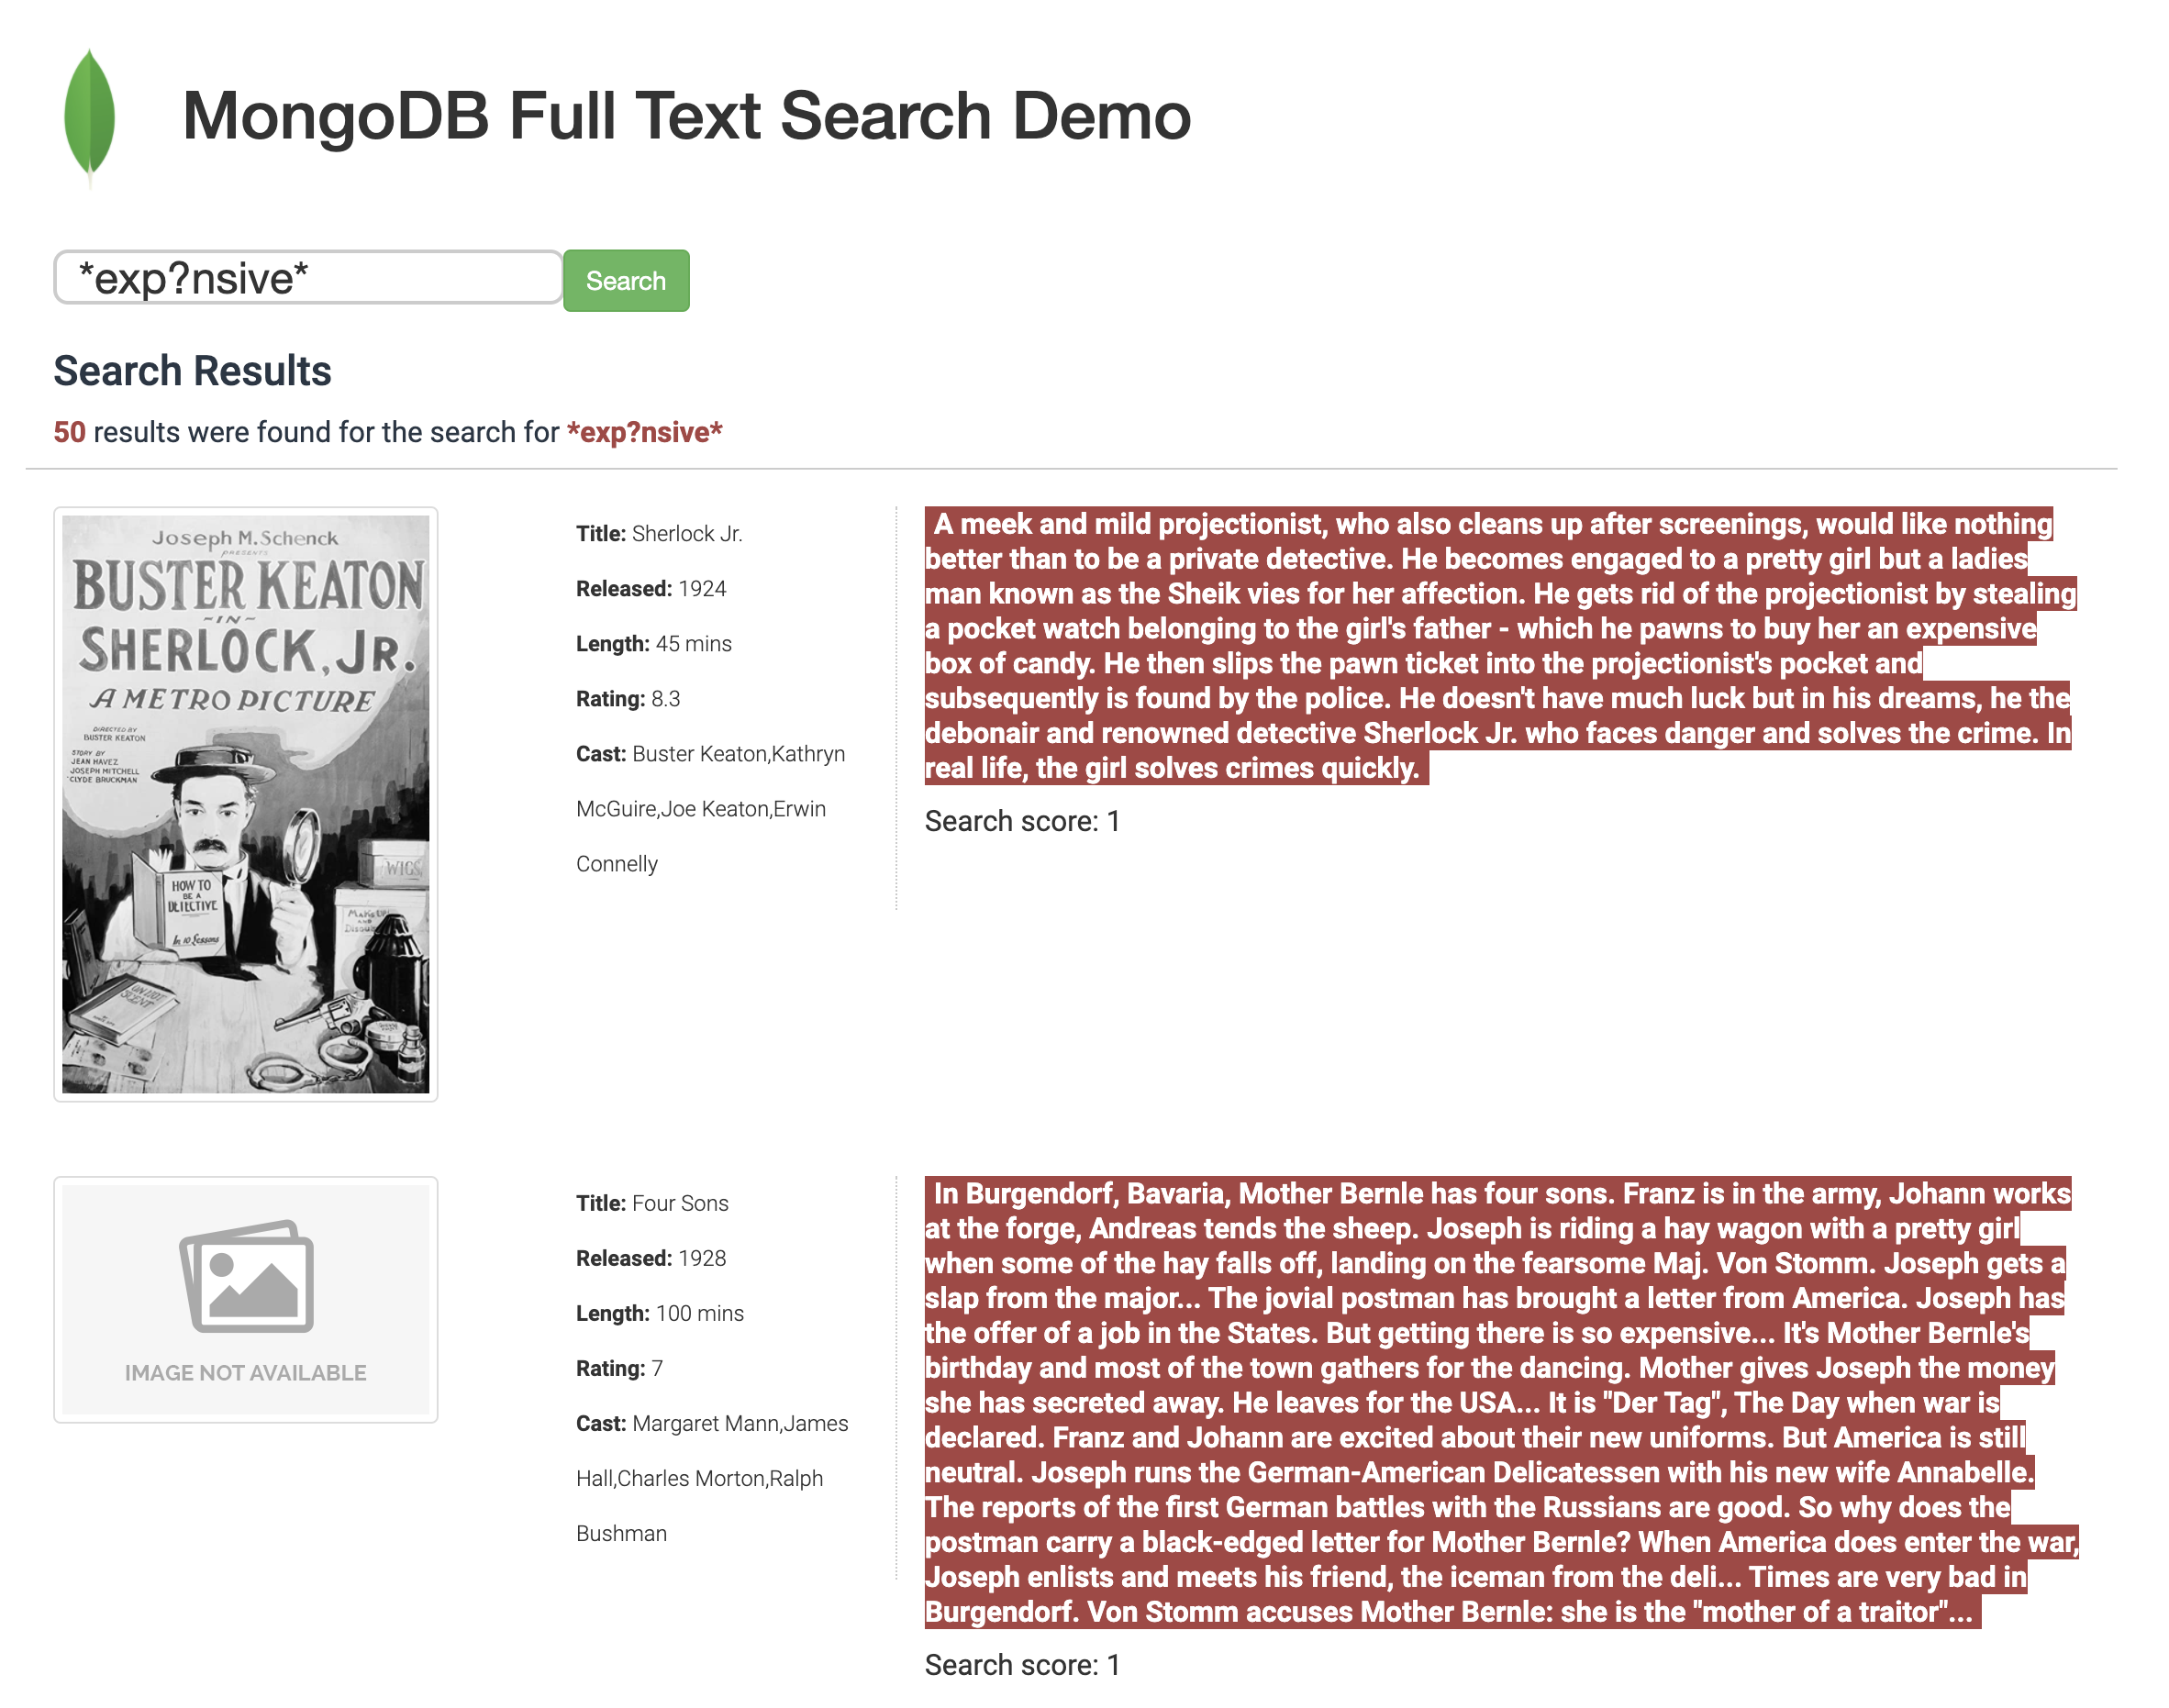 MongoDB Full Text Search Demo
*exp?nsive*
Search
Search Results
50 results were found for the search for *exp?nsive*
Joseph M. Schenck
PRESENTS
BUSTER KEATON
~IN~
SHERLOCK, JR.
A METRO PICTURE
DIRECTED BY
BUSTER KEATON
STORY BY
JEAN HAVEZ
JOSEPH MITCHELL
CLYDE BRUCKMAN
WIGS
HOW TO
BE A
DETECTIVE
In 10 Lessons
Title: Sherlock Jr.
Released: 1924
Length: 45 mins
Rating: 8.3
Cast: Buster Keaton,Kathryn
McGuire,Joe Keaton,Erwin
Connelly
A meek and mild projectionist, who also cleans up after screenings, would like nothing
better than to be a private detective. He becomes engaged to a pretty girl but a ladies
man known as the Sheik vies for her affection. He gets rid of the projectionist by stealing
a pocket watch belonging to the girl's father - which he pawns to buy her an expensive
box of candy. He then slips the pawn ticket into the projectionist's pocket and
subsequently is found by the police. He doesn't have much luck but in his dreams, he the
debonair and renowned detective Sherlock Jr. who faces danger and solves the crime. In
real life, the girl solves crimes quickly.
Search score: 1
IMAGE NOT AVAILABLE
Title: Four Sons
Released: 1928
Length: 100 mins
Rating: 7
Cast: Margaret Mann,James
Hall,Charles Morton,Ralph
Bushman
In Burgendorf, Bavaria, Mother Bernle has four sons. Franz is in the army, Johann works
at the forge, Andreas tends the sheep. Joseph is riding a hay wagon with a pretty girl
when some of the hay falls off, landing on the fearsome Maj. Von Stomm. Joseph gets a
slap from the major... The jovial postman has brought a letter from America. Joseph has
the offer of a job in the States. But getting there is so expensive... It's Mother Bernle's
birthday and most of the town gathers for the dancing. Mother gives Joseph the money
she has secreted away. He leaves for the USA... It is "Der Tag", The Day when war is
declared. Franz and Johann are excited about their new uniforms. But America is still
neutral. Joseph runs the German-American Delicatessen with his new wife Annabelle.
The reports of the first German battles with the Russians are good. So why does the
postman carry a black-edged letter for Mother Bernle? When America does enter the war,
Joseph enlists and meets his friend, the iceman from the deli... Times are very bad in
Burgendorf. Von Stomm accuses Mother Bernle: she is the "mother of a traitor"...
Search score: 1